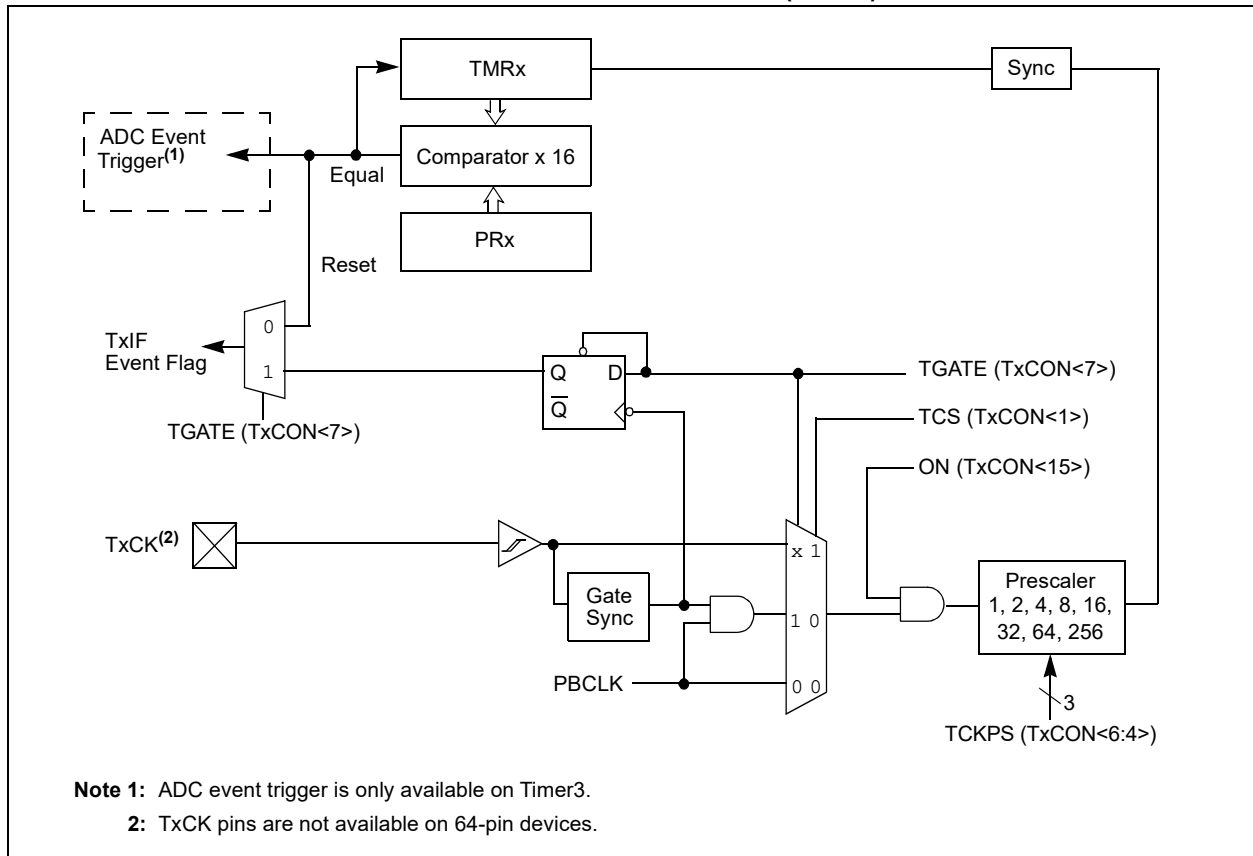 TMRx
Sync
ADC Event
Trigger(1)
Equal
Comparator x 16
PRx
Reset
TxIF
Event Flag
0
1
TGATE (TxCON<7>)
Q D
Q
TGATE (TxCON<7>)
TCS (TxCON<1>)
ON (TxCON<15>)
TxCK(2)
x 1
Gate
Sync
1 0
PBCLK
0 0
Prescaler
1, 2, 4, 8, 16,
32, 64, 256
3
TCKPS (TxCON<6:4>)
Note 1: ADC event trigger is only available on Timer3.
2: TxCK pins are not available on 64-pin devices.